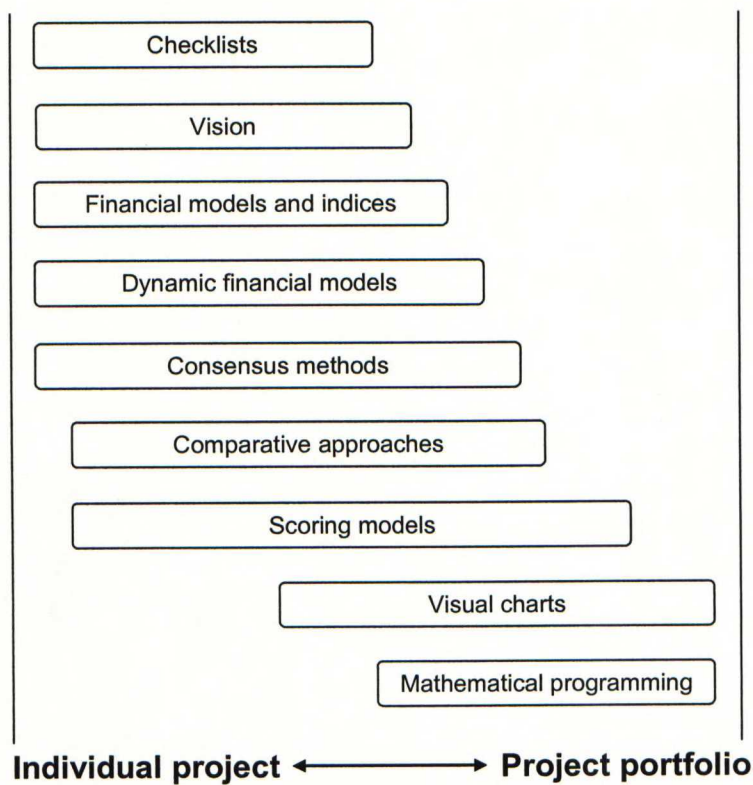 Checklists
Vision
Financial models and indices
Dynamic financial models
Consensus methods
Comparative approaches
Scoring models
Visual charts
Mathematical programming
Individual project
Project portfolio